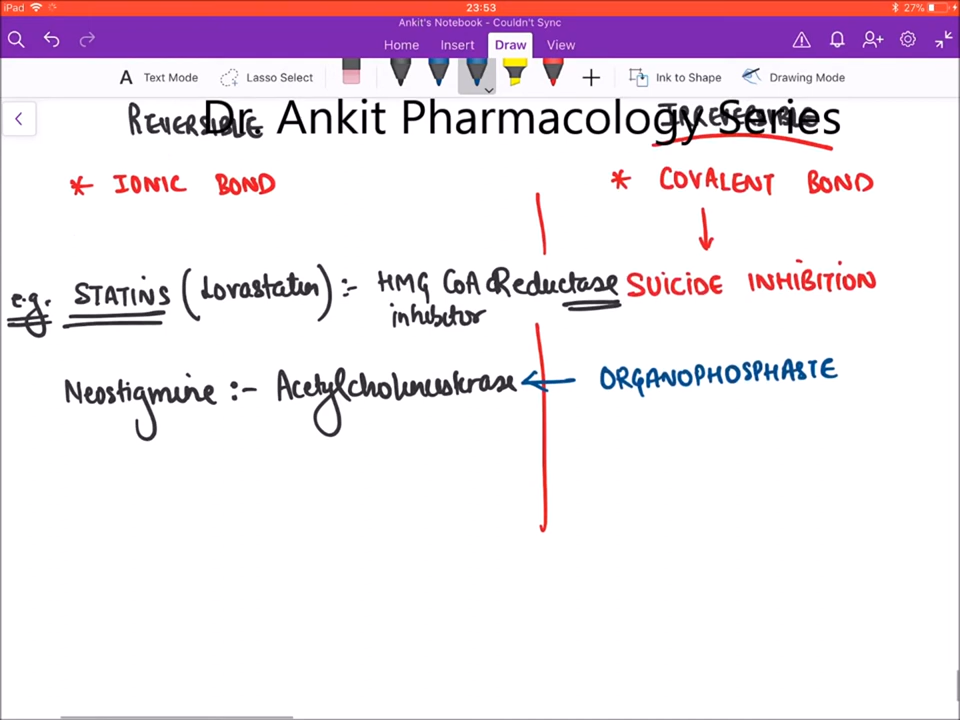 iPad 23:53 27%
Ankit's Notebook - Couldn't Sync
Home Insert Draw View
A Text Mode Lasso Select Ink to Shape Drawing Mode
Dr. Ankit Pharmacology Series
REVERSIBLE IRREVERSIBLE
* IONIC BOND * COVALENT BOND
e.g. STATINS (Lovastatin) :- HMG CoA Reductase SUICIDE INHIBITION
inhibitor
Neostigmine :- Acetylcholinesterase ORGANOPHOSPHASTE